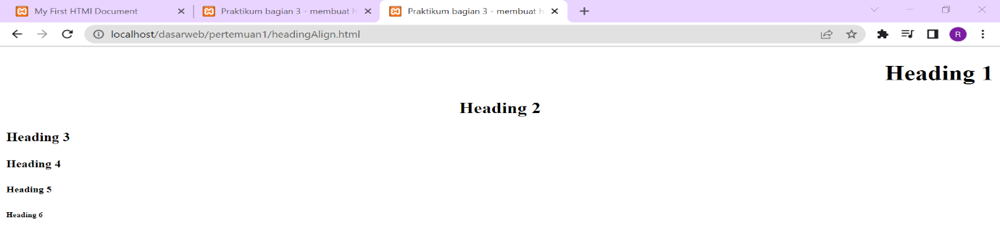 My First HTMl Document
Praktikum bagian 3 - membuat h
Praktikum bagian 3 - membuat h
localhost/dasarweb/pertemuan1/headingAlign.html
R
Heading 1
Heading 2
Heading 3
Heading 4
Heading 5
Heading 6